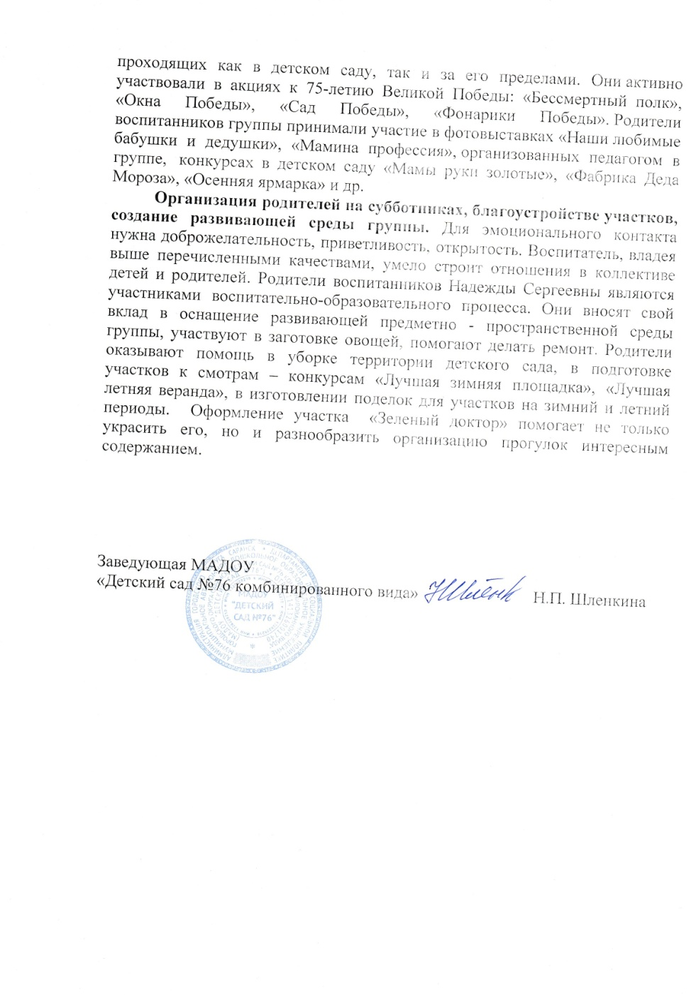 проходящих как в детском саду, так и за его пределами. Они активно
участвовали в акциях к 75-летию Великой Победы: «Бессмертный полк»,
«Окна Победы», «Сад Победы», «Фонарики Победы». Родители
воспитанников группы принимали участие в фотовыставках «Наши любимые
бабушки и дедушки», «Мамина профессия», организованных педагогом в
группе, конкурсах в детском саду «Мамы руки золотые», «Фабрика Деда
Мороза», «Осенняя ярмарка» и др.
Организация родителей на субботниках, благоустройстве участков,
создание развивающей среды группы. Для эмоционального контакта
нужна доброжелательность, приветливость, открытость. Воспитатель, владея
выше перечисленными качествами, умело строит отношения в коллективе
детей и родителей. Родители воспитанников Надежды Сергеевны являются
участниками воспитательно-образовательного процесса. Они вносят свой
вклад в оснащение развивающей предметно - пространственной среды
группы, участвуют в заготовке овощей, помогают делать ремонт. Родители
оказывают помощь в уборке территории детского сада, в подготовке
участков к смотрам – конкурсам «Лучшая зимняя площадка», «Лучшая
летняя веранда», в изготовлении поделок для участков на зимний и летний
периоды. Оформление участка «Зеленый доктор» помогает не только
украсить его, но и разнообразить организацию прогулок интересным
содержанием.
Заведующая МАДОУ
«Детский сад №76 комбинированного вида» Н.П. Шленкина
МАДОУ
"ДЕТСКИЙ
САД №76"